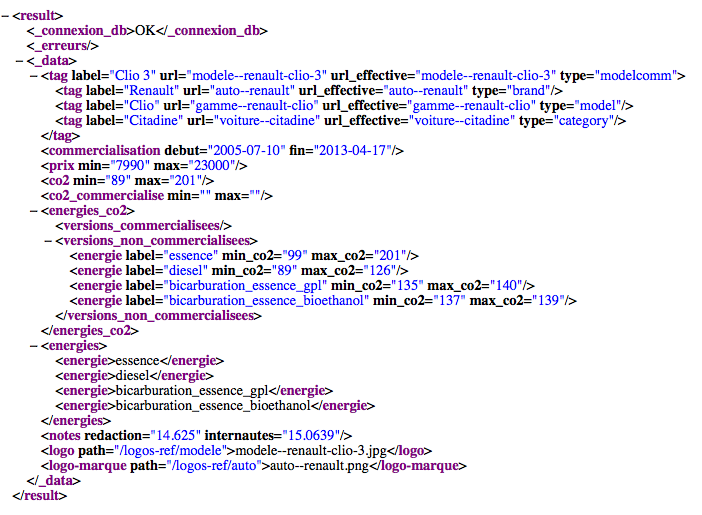 – <result>
<_connexion_db>OK</_connexion_db>
<_erreurs/>
– <_data>
– <tag label="Clio 3" url="modele--renault-clio-3" url_effective="modele--renault-clio-3" type="modelcomm">
<tag label="Renault" url="auto--renault" url_effective="auto--renault" type="brand"/>
<tag label="Clio" url="gamme--renault-clio" url_effective="gamme--renault-clio" type="model"/>
<tag label="Citadine" url="voiture--citadine" url_effective="voiture--citadine" type="category"/>
</tag>
<commercialisation debut="2005-07-10" fin="2013-04-17"/>
<prix min="7990" max="23000"/>
<co2 min="89" max="201"/>
<co2_commercialise min="" max=""/>
– <energies_co2>
<versions_commercialisees/>
– <versions_non_commercialisees>
<energie label="essence" min_co2="99" max_co2="201"/>
<energie label="diesel" min_co2="89" max_co2="126"/>
<energie label="bicarburation_essence_gpl" min_co2="135" max_co2="140"/>
<energie label="bicarburation_essence_bioethanol" min_co2="137" max_co2="139"/>
</versions_non_commercialisees>
</energies_co2>
– <energies>
<energie>essence</energie>
<energie>diesel</energie>
<energie>bicarburation_essence_gpl</energie>
<energie>bicarburation_essence_bioethanol</energie>
</energies>
<notes redaction="14.625" internautes="15.0639"/>
<logo path="/logos-ref/modele">modele--renault-clio-3.jpg</logo>
<logo-marque path="/logos-ref/auto">auto--renault.png</logo-marque>
</_data>
</result>